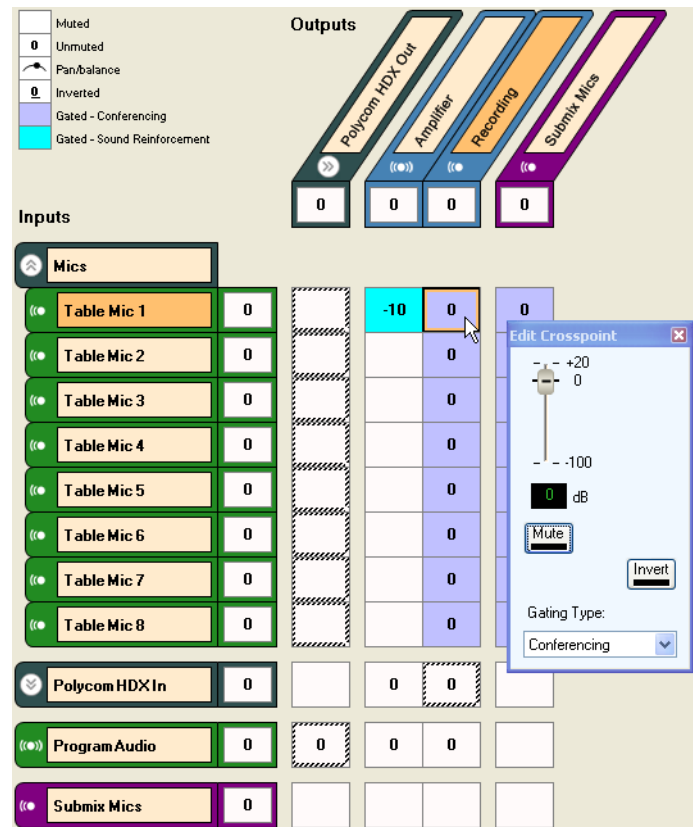 Muted
0 Unmuted
Pan/balance
0 Inverted
Gated - Conferencing
Gated - Sound Reinforcement
Outputs
Polycom HDX Out
Amplifier
Recording
Submix Mics
0 0 0 0
Inputs
Mics
Table Mic 1 0 -10 0 0
Table Mic 2 0 0
Table Mic 3 0 0
Table Mic 4 0 0
Table Mic 5 0 0
Table Mic 6 0 0
Table Mic 7 0 0
Table Mic 8 0 0
Polycom HDX In 0 0 0
Program Audio 0 0 0 0
Submix Mics 0
Edit Crosspoint
+20
0
-100
0 dB
Mute
Invert
Gating Type:
Conferencing